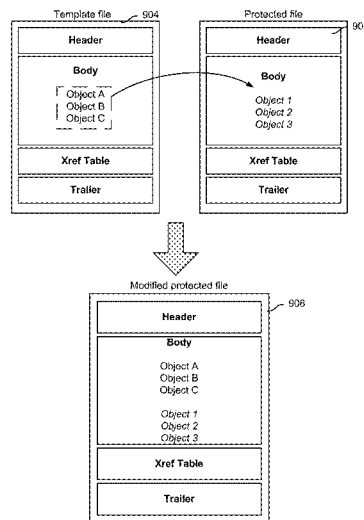 Template file
904
Header
Body
Object A
Object B
Object C
Xref Table
Trailer
Protected file
90
Header
Body
Object 1
Object 2
Object 3
Xref Table
Trailer
Modified protected file
906
Header
Body
Object A
Object B
Object C
Object 1
Object 2
Object 3
Xref Table
Trailer